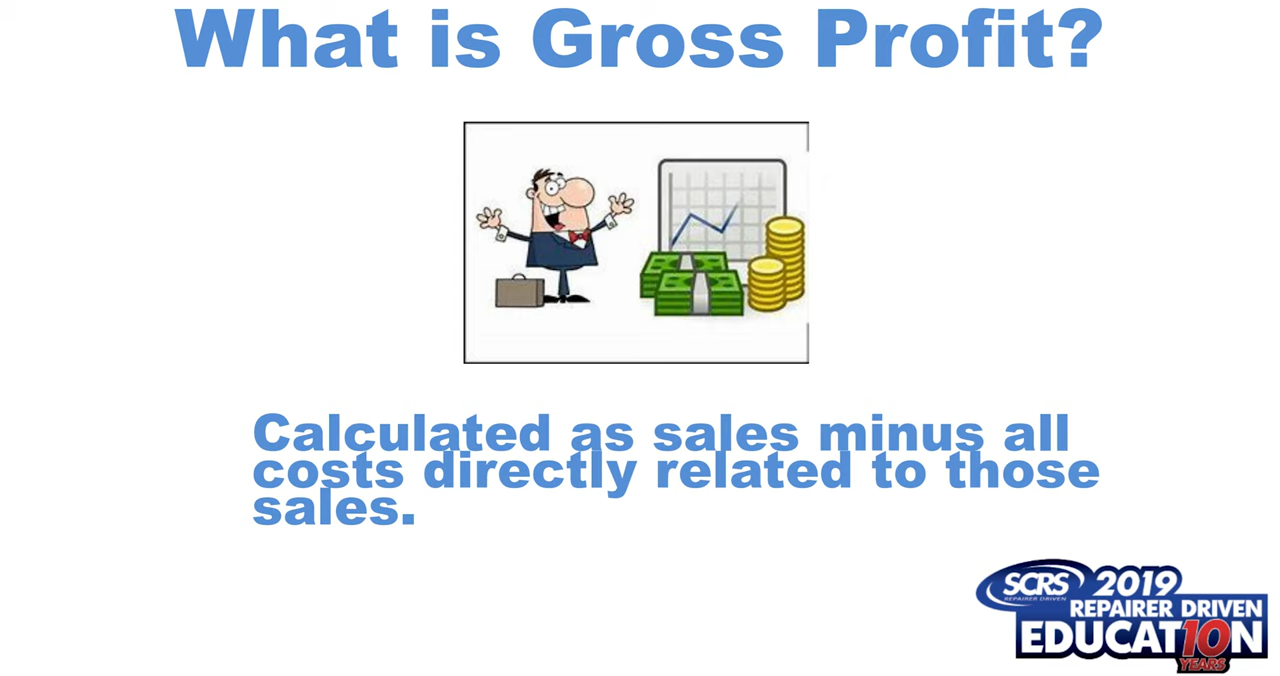 What is Gross Profit?
Calculated as sales minus all
costs directly related to those
sales.
SCRS 2019
REPAIRER DRIVEN
REPAIRER DRIVEN
EDUCAT10N
YEARS